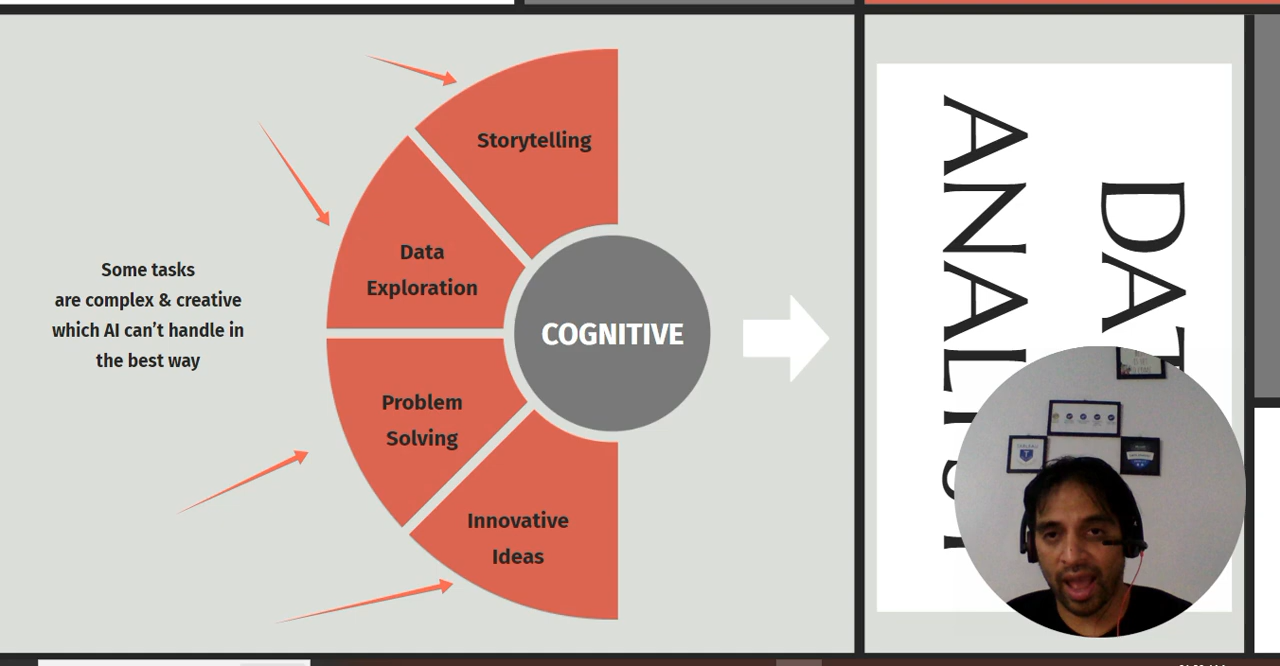 Some tasks
are complex & creative
which AI can't handle in
the best way
Storytelling
Data
Exploration
Problem
Solving
Innovative
Ideas
COGNITIVE